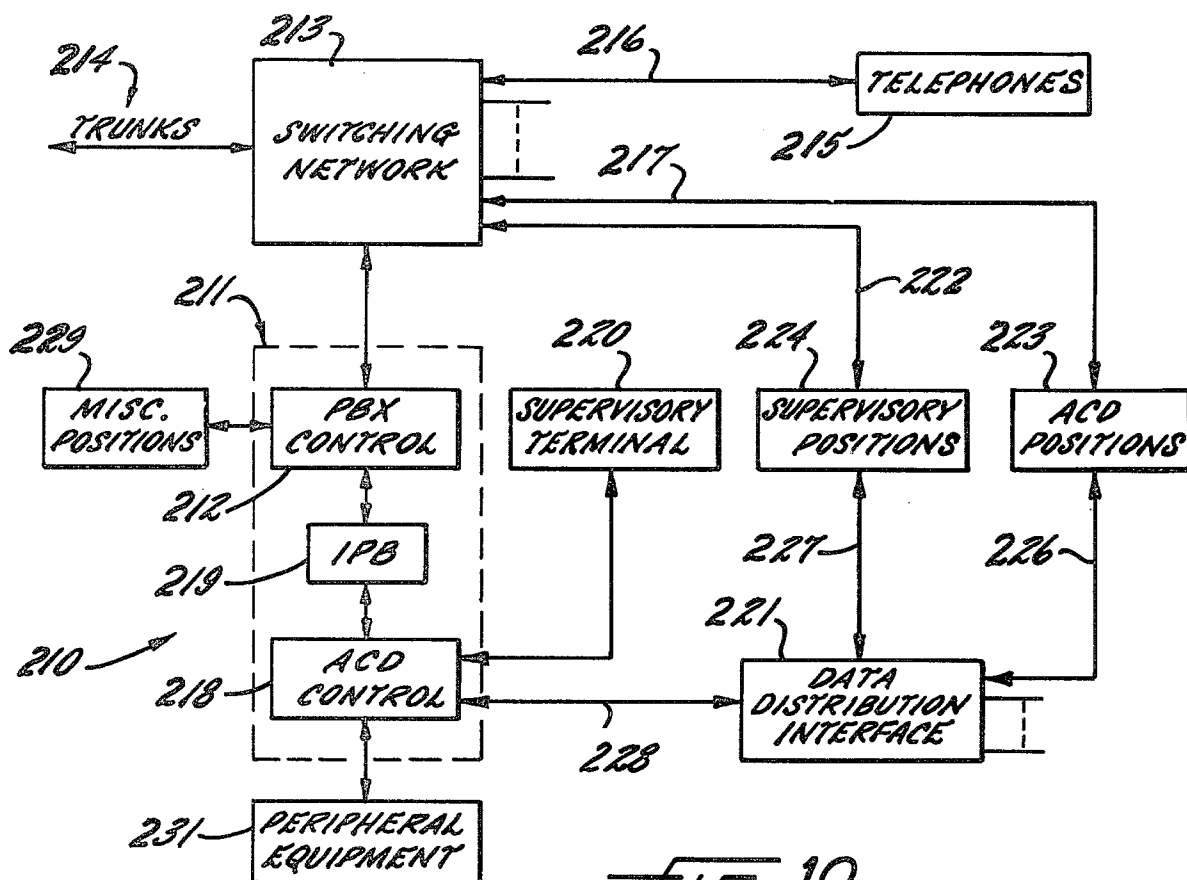 213
214
216
TRUNKS
SWITCHING
NETWORK
TELEPHONES
215
217
211
222
229
220
224
223
MISC.
POSITIONS
PBX
CONTROL
SUPERVISORY
TERMINAL
SUPERVISORY
POSITIONS
ACD
POSITIONS
212
IPB
219
227
226
221
210
218
ACD
CONTROL
DATA
DISTRIBUTION
INTERFACE
228
231
PERIPHERAL
EQUIPMENT
10